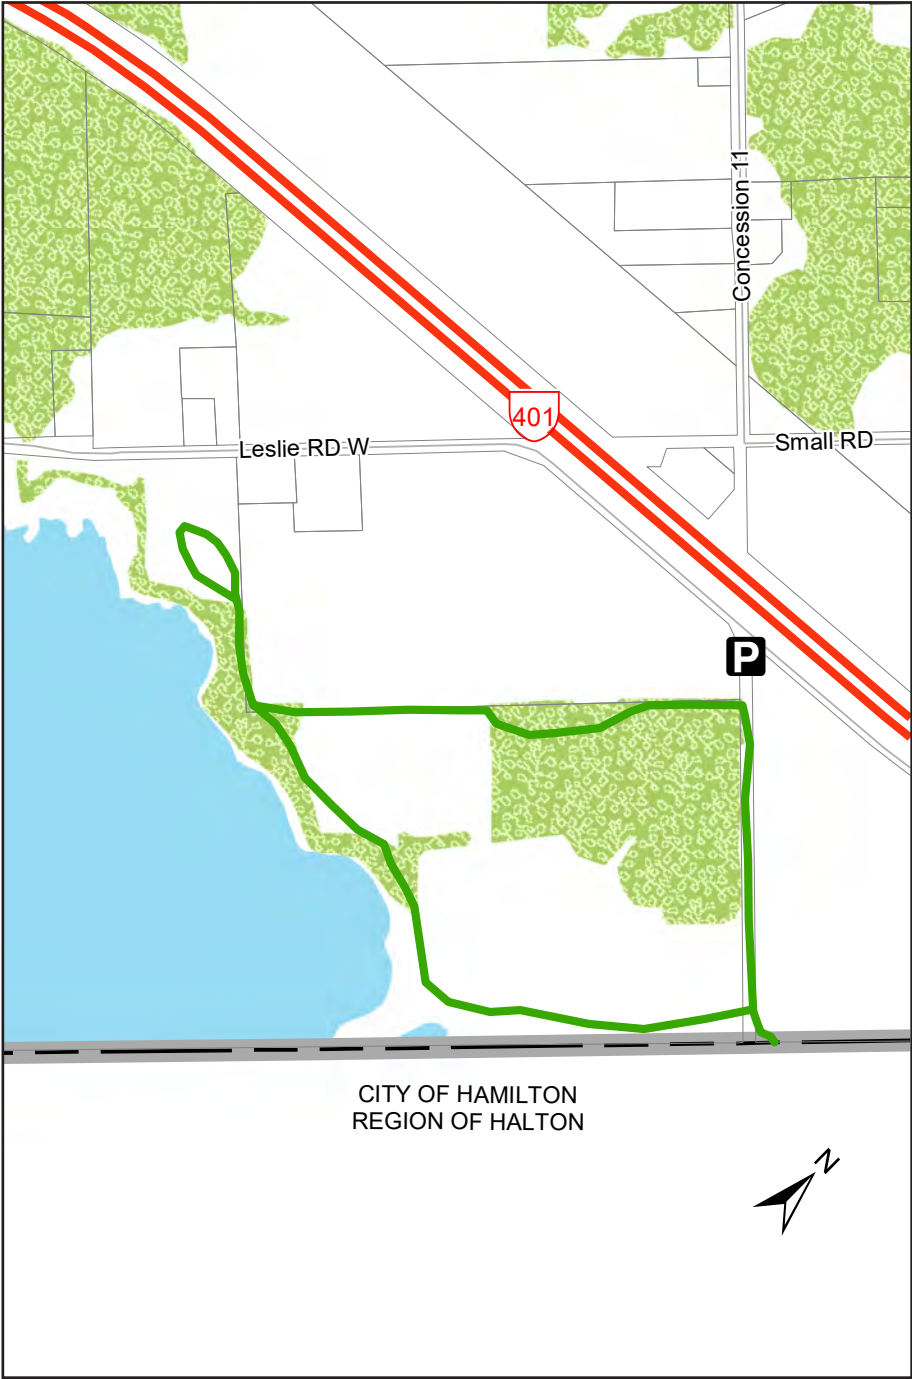 Concession 11
401
Leslie RD W
Small RD
P
CITY OF HAMILTON
REGION OF HALTON
N